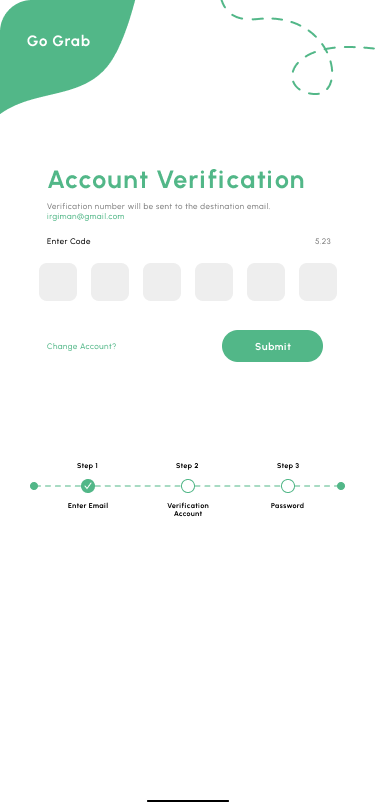 Go Grab
Account Verification
Verification number will be sent to the destination email.
irgiman@gmail.com
Enter Code
5.23
Change Account?
Submit
Step 1
Step 2
Step 3
Enter Email
Verification
Account
Password